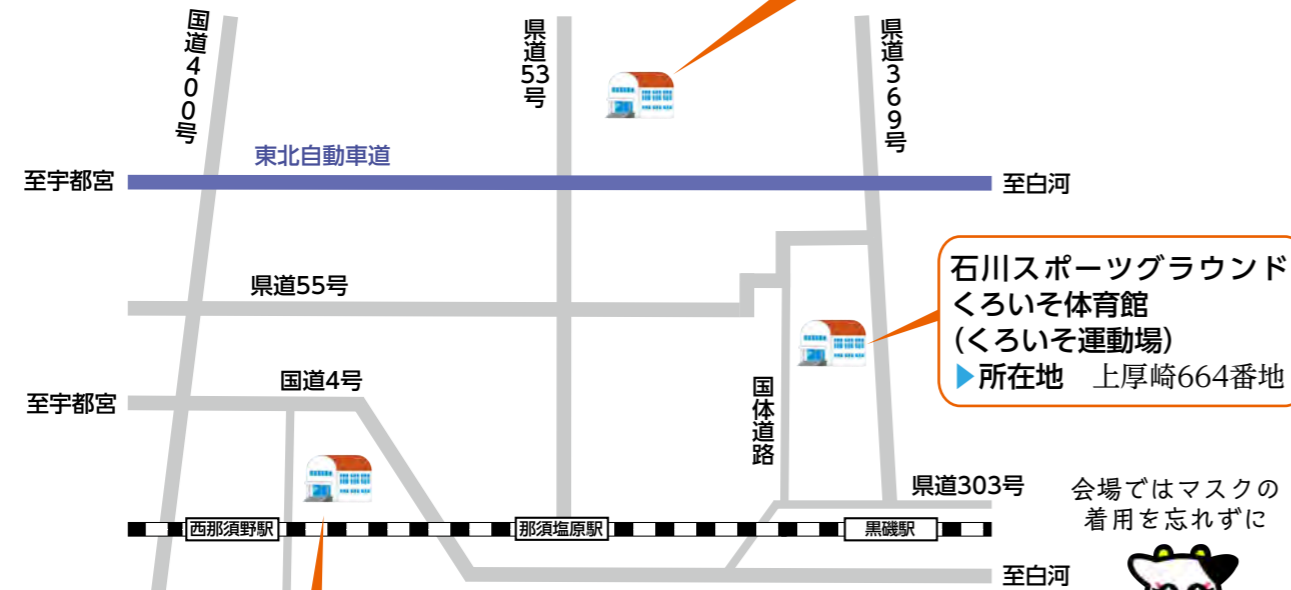 国道400号
県道53号
県道369号
東北自動車道
至宇都宮
至白河
県道55号
石川スポーツグラウンド
くろいそ体育館
(くろいそ運動場)
▶所在地　上厚崎664番地
国道4号
至宇都宮
国体道路
県道303号
会場ではマスクの
着用を忘れずに
西那須野駅
那須塩原駅
黒磯駅
至白河